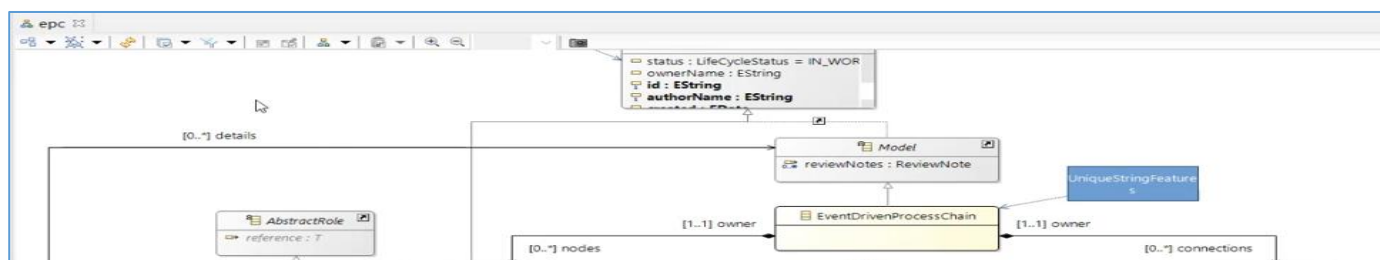 epc
status : LifeCycleStatus = IN_WOR
ownerName : EString
id : EString
authorName : EString
[0..*] details
Model
reviewNotes : ReviewNote
UniqueStringFeature
s
AbstractRole
reference : T
[1..1] owner
EventDrivenProcessChain
[1..1] owner
[0..*] nodes
[0..*] connections